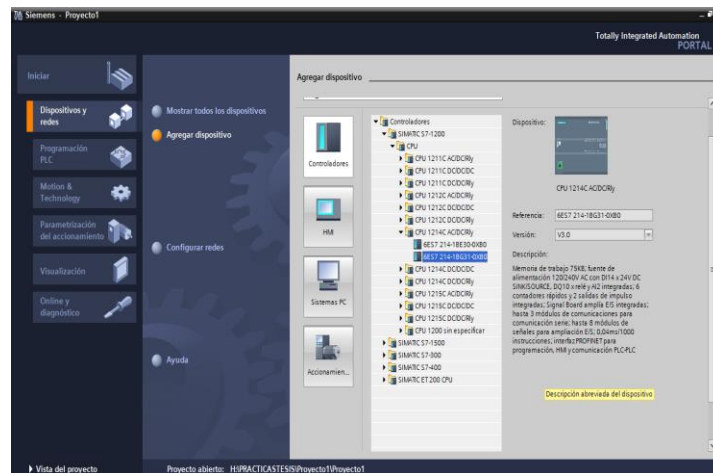 Siemens - Proyecto1
Totally Integrated Automation
PORTAL
Iniciar
Dispositivos y
redes
Programación
PLC
Motion &
Technology
Parametrización
del accionamiento
Visualización
Online y
diagnóstico
Mostrar todos los dispositivos
Agregar dispositivo
Configurar redes
Ayuda
Agregar dispositivo
Controladores
HMI
Sistemas PC
Accionamien...
Controladores
SIMATIC S7-1200
CPU
CPU 1211C AC/DC/Rly
CPU 1211C DC/DC/DC
CPU 1211C DC/DC/Rly
CPU 1212C AC/DC/Rly
CPU 1212C DC/DC/DC
CPU 1212C DC/DC/Rly
CPU 1214C AC/DC/Rly
6ES7 214-1BE30-0XB0
6ES7 214-1BG31-0XB0
CPU 1214C DC/DC/DC
CPU 1214C DC/DC/Rly
CPU 1215C AC/DC/Rly
CPU 1215C DC/DC/DC
CPU 1215C DC/DC/Rly
CPU 1200 sin especificar
SIMATIC S7-1500
SIMATIC S7-300
SIMATIC S7-400
SIMATIC ET 200 CPU
Dispositivo:
CPU 1214C AC/DC/Rly
Referencia: 6ES7 214-1BG31-0XB0
Versión: V3.0
Descripción:
Memoria de trabajo 75KB; fuente de
alimentación 120/240V AC con DI14 x 24V DC
SINK/SOURCE, DQ10 x relé y AI2 integradas; 6
contadores rápidos y 2 salidas de impulso
integradas; Signal Board amplía E/S integradas;
hasta 3 módulos de comunicaciones para
comunicación serie; hasta 8 módulos de
señales para ampliación E/S; 0,04ms/1000
instrucciones; interfaz PROFINET para
programación, HMI y comunicación PLC-PLC
Descripción abreviada del dispositivo
Vista del proyecto
Proyecto abierto: H:\PRACTICASTESIS\Proyecto1\Proyecto1